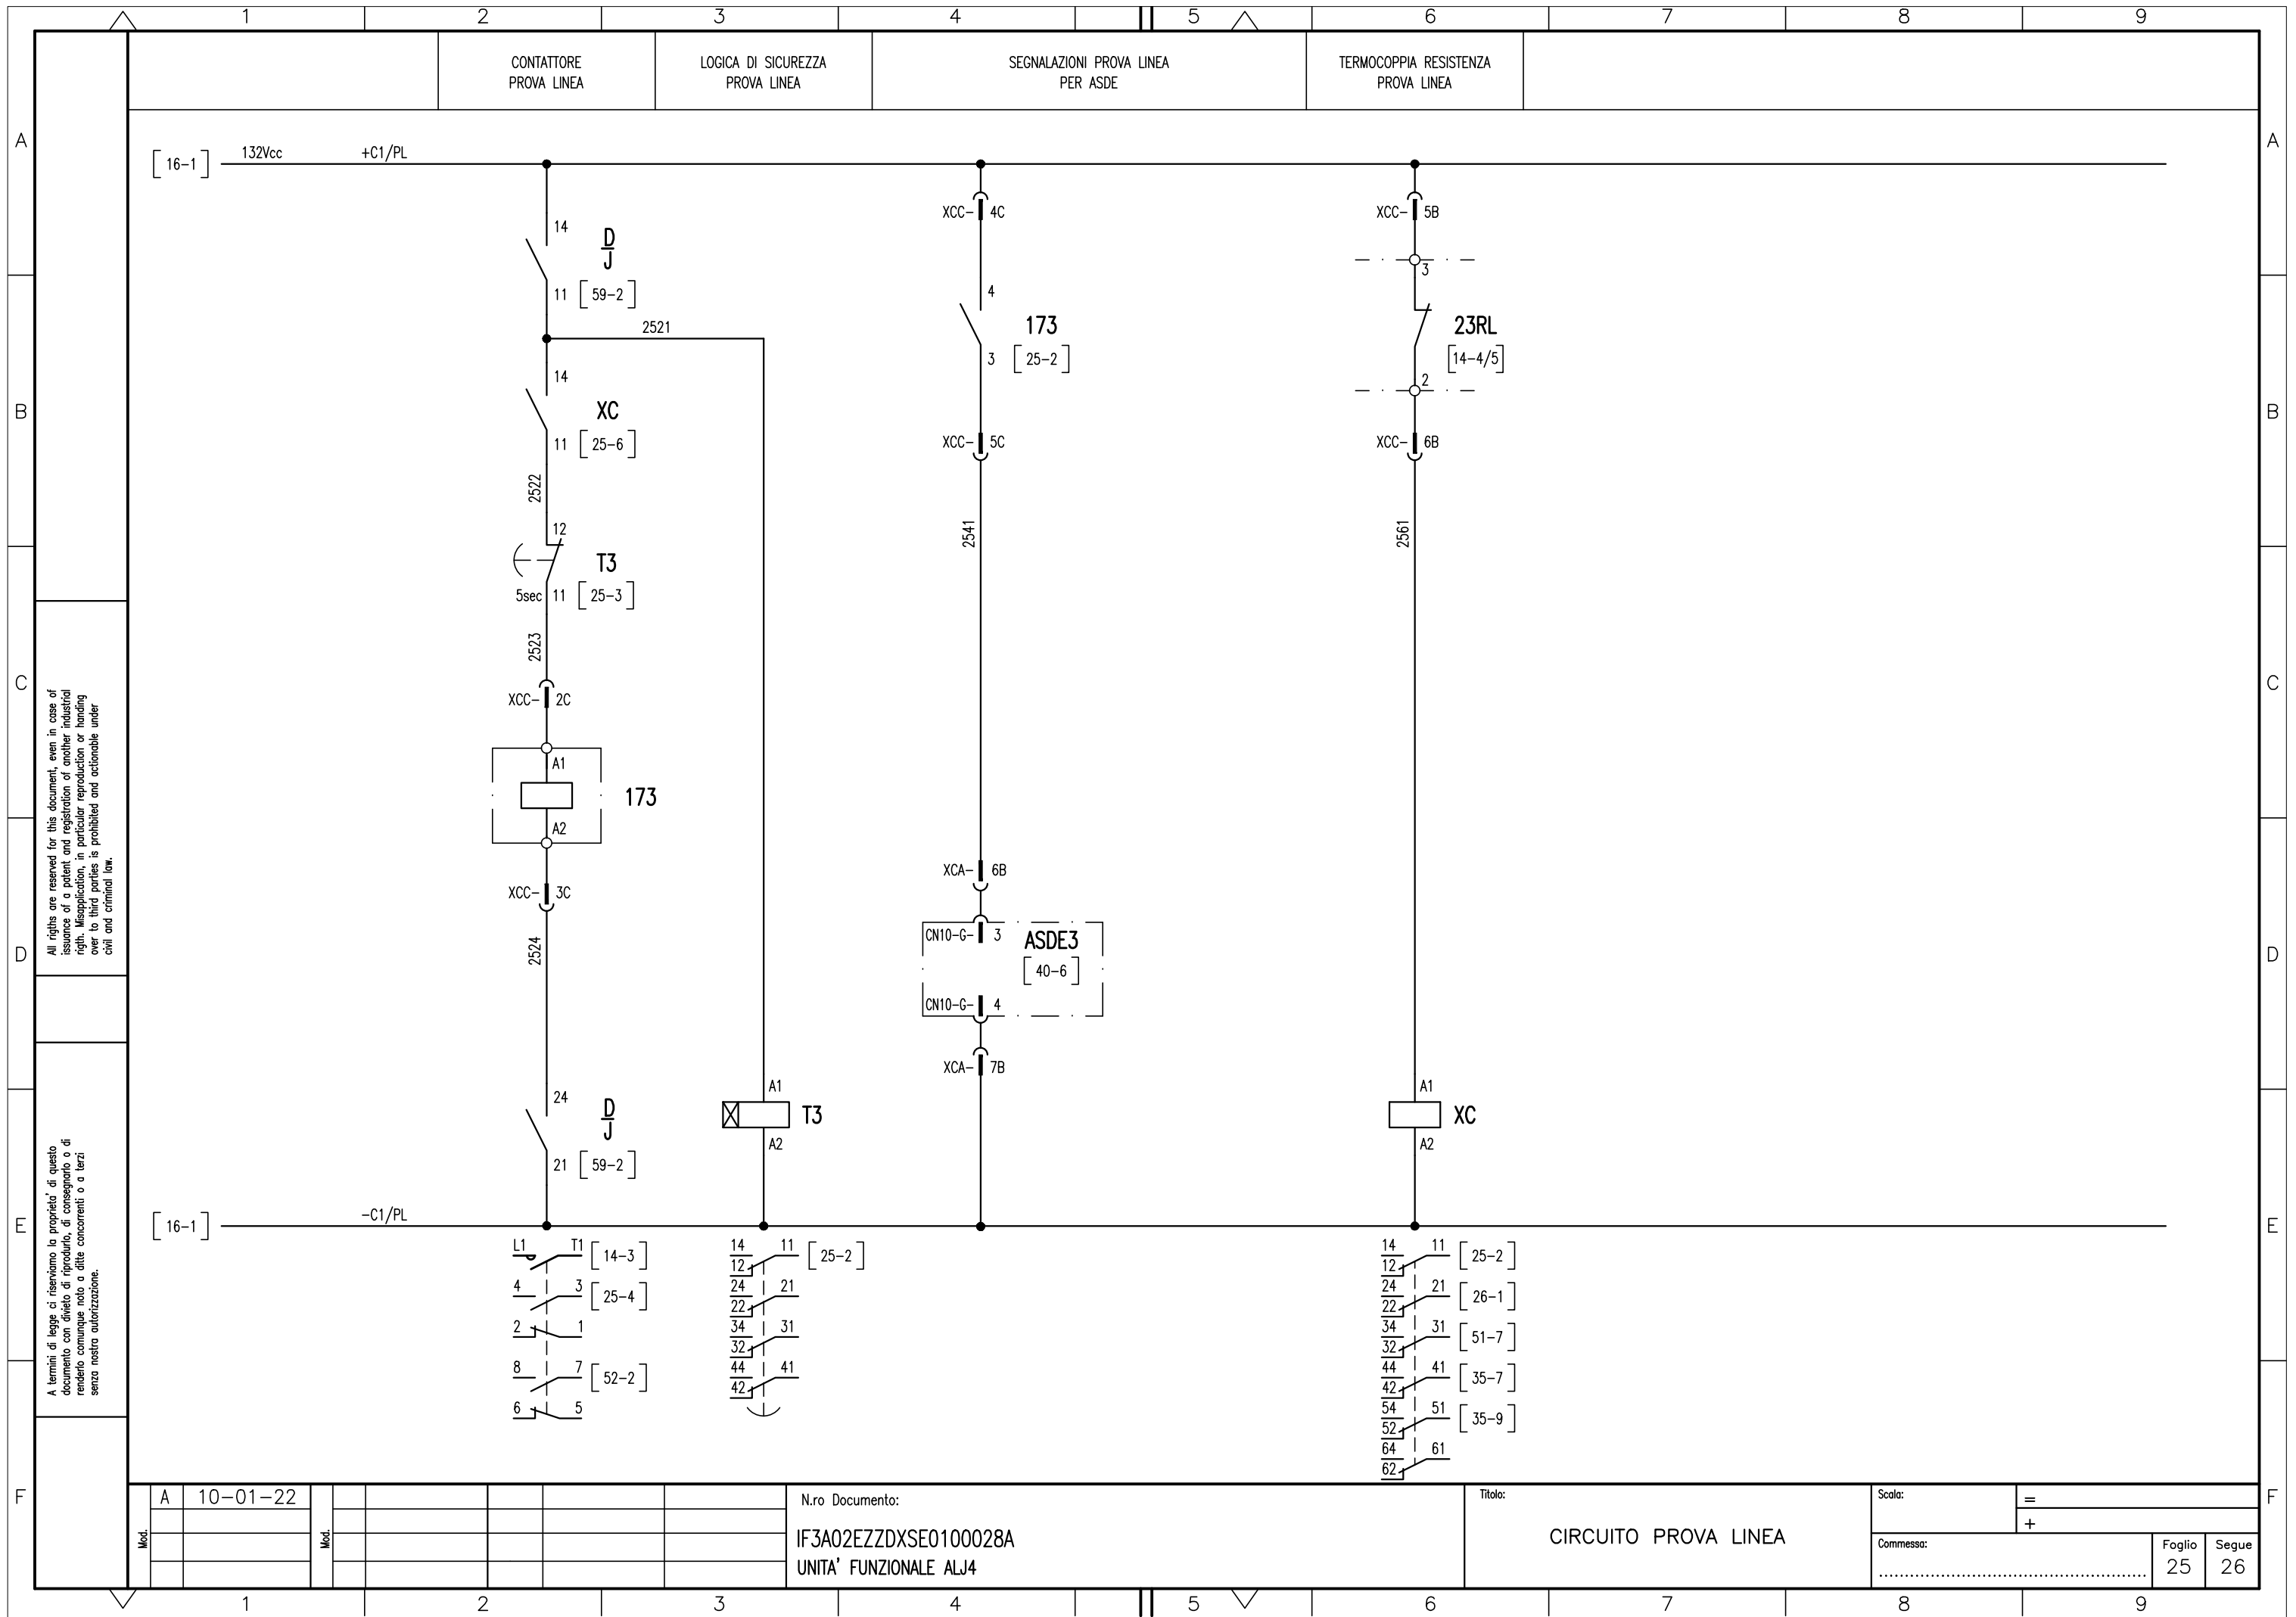 1 2 3 4 5 6 7 8 9
CONTATTORE
PROVA LINEA
LOGICA DI SICUREZZA
PROVA LINEA
SEGNALAZIONI PROVA LINEA
PER ASDE
TERMOCOPPIA RESISTENZA
PROVA LINEA
A
A
16-1
132Vcc
+C1/PL
14
D
J
11
59-2
2521
14
XC
11
25-6
2522
12
T3
5sec
11
25-3
2523
XCC-
2C
A1
173
A2
XCC-
3C
2524
24
D
J
21
59-2
A1
T3
A2
XCC-
4C
4
173
3
25-2
XCC-
5C
2541
XCA-
6B
CN10-G-
3
ASDE3
40-6
CN10-G-
4
XCA-
7B
XCC-
5B
3
23RL
14-4/5
2
XCC-
6B
2561
A1
XC
A2
B
B
C
C
D
D
E
E
16-1
-C1/PL
L1 T1
14-3
4 3
25-4
2 1
8 7
52-2
6 5
14 11
12
25-2
24 21
22
34 31
32
44 41
42
14 11
12
25-2
24 21
22
26-1
34 31
32
51-7
44 41
42
35-7
54 51
52
35-9
64 61
62
All rigths are reserved for this document, even in case of
issuance of a patent and registration of another industrial
rigth. Misapplication, in particular reproduction or handing
over to third parties is prohibited and actionable under
civil and criminal law.
A termini di legge ci riserviamo la proprieta' di questo
documento con divieto di riprodurlo, di consegnarlo o di
renderlo comunque noto a ditte concorrenti o a terzi
senza nostra autorizzazione.
F
F
Mod.
A
10-01-22
Mod.
N.ro Documento:
IF3A02EZZDXSE0100028A
UNITA' FUNZIONALE ALJ4
Titolo:
CIRCUITO PROVA LINEA
Scala:
=
+
Commessa:
Foglio
25
Segue
26
1 2 3 4 5 6 7 8 9